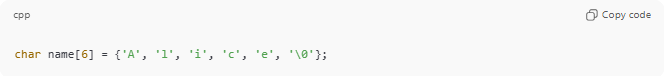 cpp
Copy code
char name[6] = {'A', 'l', 'i', 'c', 'e', '\0'};